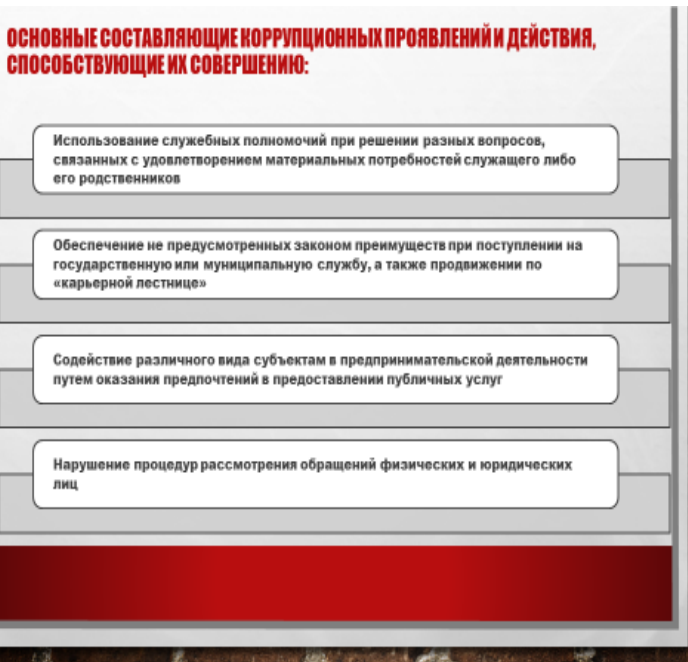 ОСНОВНЫЕ СОСТАВЛЯЮЩИЕ КОРРУПЦИОННЫХ ПРОЯВЛЕНИЙ И ДЕЙСТВИЯ,
СПОСОБСТВУЮЩИЕ ИХ СОВЕРШЕНИЮ:
Использование служебных полномочий при решении разных вопросов,
связанных с удовлетворением материальных потребностей служащего либо
его родственников
Обеспечение не предусмотренных законом преимуществ при поступлении на
государственную или муниципальную службу, а также продвижении по
«карьерной лестнице»
Содействие различного вида субъектам в предпринимательской деятельности
путем оказания предпочтений в предоставлении публичных услуг
Нарушение процедур рассмотрения обращений физических и юридических
лиц